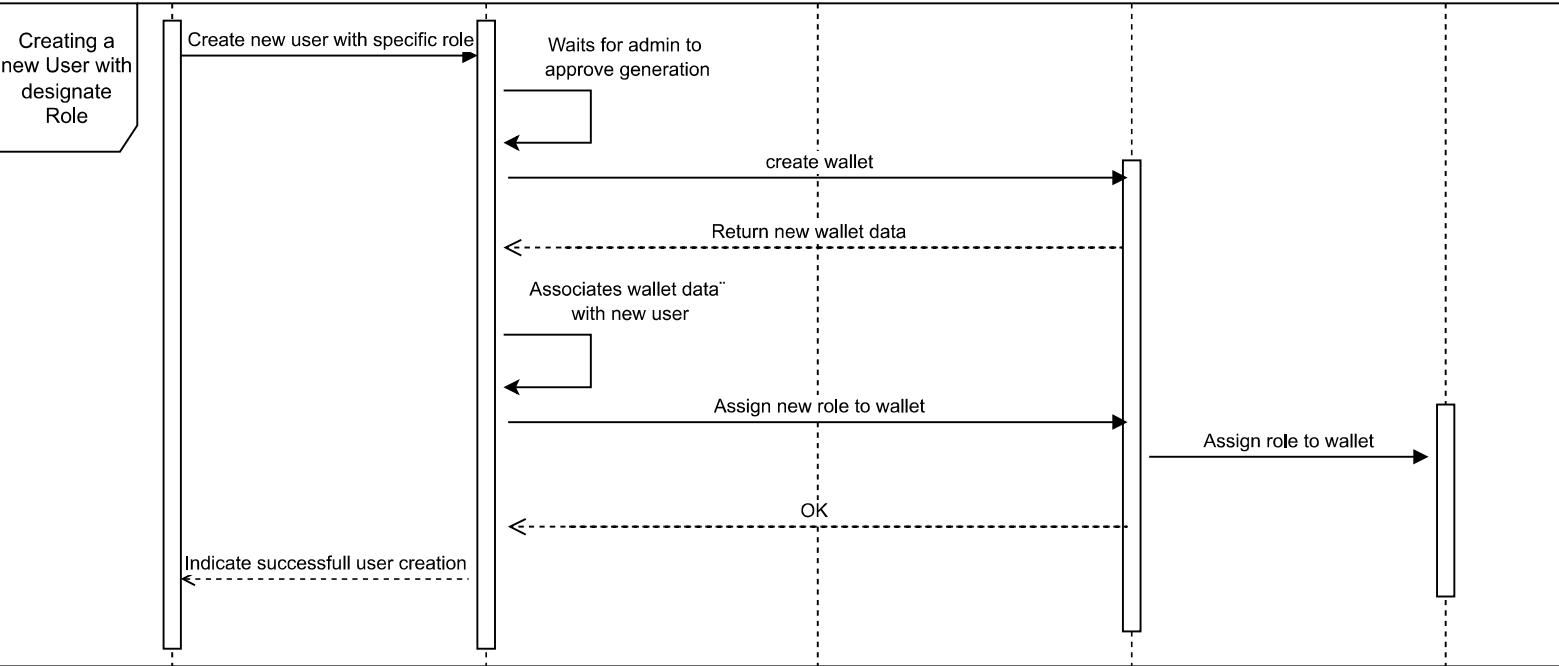 Creating a
new User with
designate
Role
Create new user with specific role
Waits for admin to
approve generation
create wallet
Return new wallet data
Associates wallet data¨
with new user
Assign new role to wallet
Assign role to wallet
OK
Indicate successfull user creation